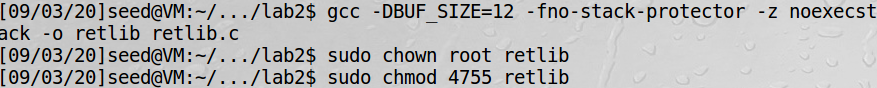 [09/03/20]seed@VM:~/.../lab2$ gcc -DBUF_SIZE=12 -fno-stack-protector -z noexecst
ack -o retlib retlib.c
[09/03/20]seed@VM:~/.../lab2$ sudo chown root retlib
[09/03/20]seed@VM:~/.../lab2$ sudo chmod 4755 retlib